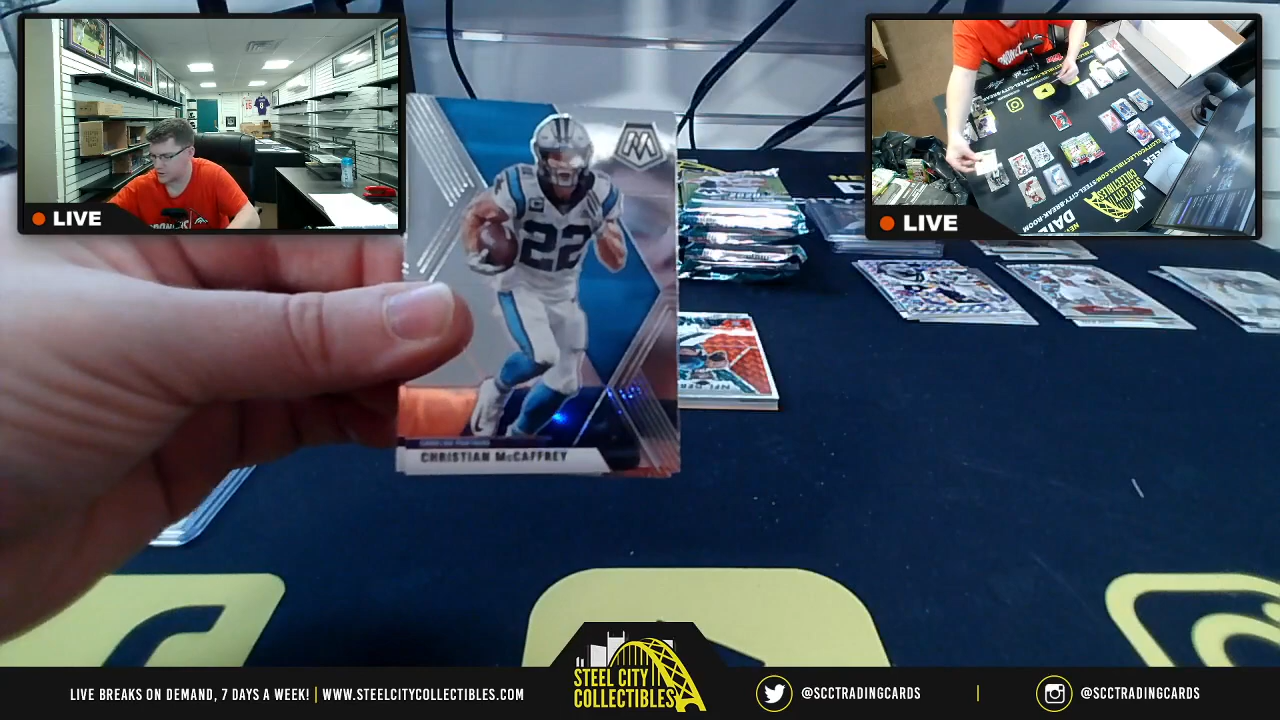 LIVE
LIVE
22
CHRISTIAN McCAFFREY
LIVE BREAKS ON DEMAND, 7 DAYS A WEEK! | WWW.STEELCITYCOLLECTIBLES.COM
STEEL CITY
COLLECTIBLES
@SCCTRADINGCARDS
|
@SCCTRADINGCARDS